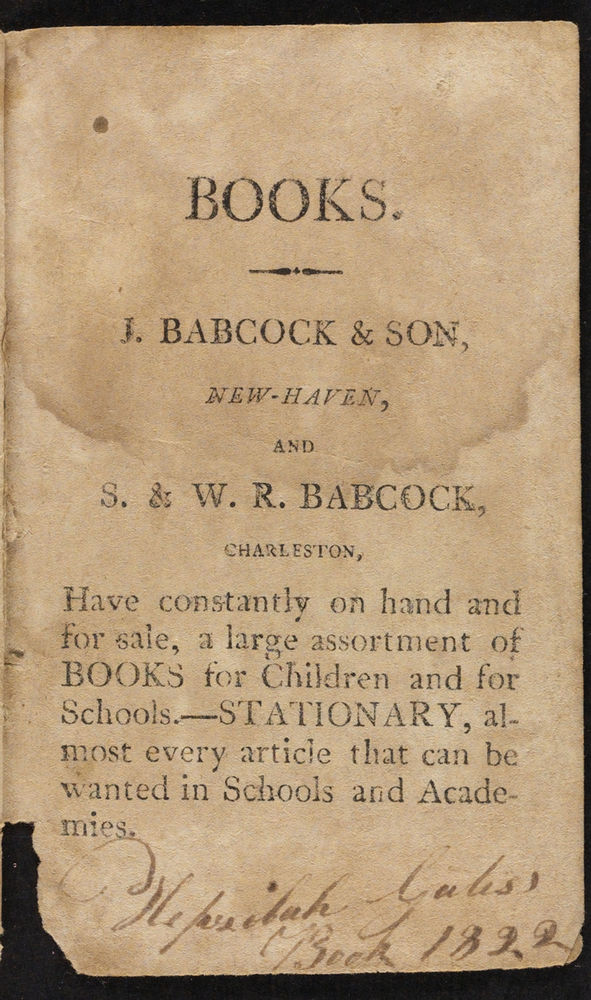 BOOKS.
J. BABCOCK & SON,
NEW-HAVEN,
AND
S. & W. R. BABCOCK,
CHARLESTON,
Have constantly on hand and
for sale, a large assortment of
BOOKS for Children and for
Schools.—STATIONARY, al-
most every article that can be
wanted in Schools and Acade-
mies.
Hepzibah
Book 1822